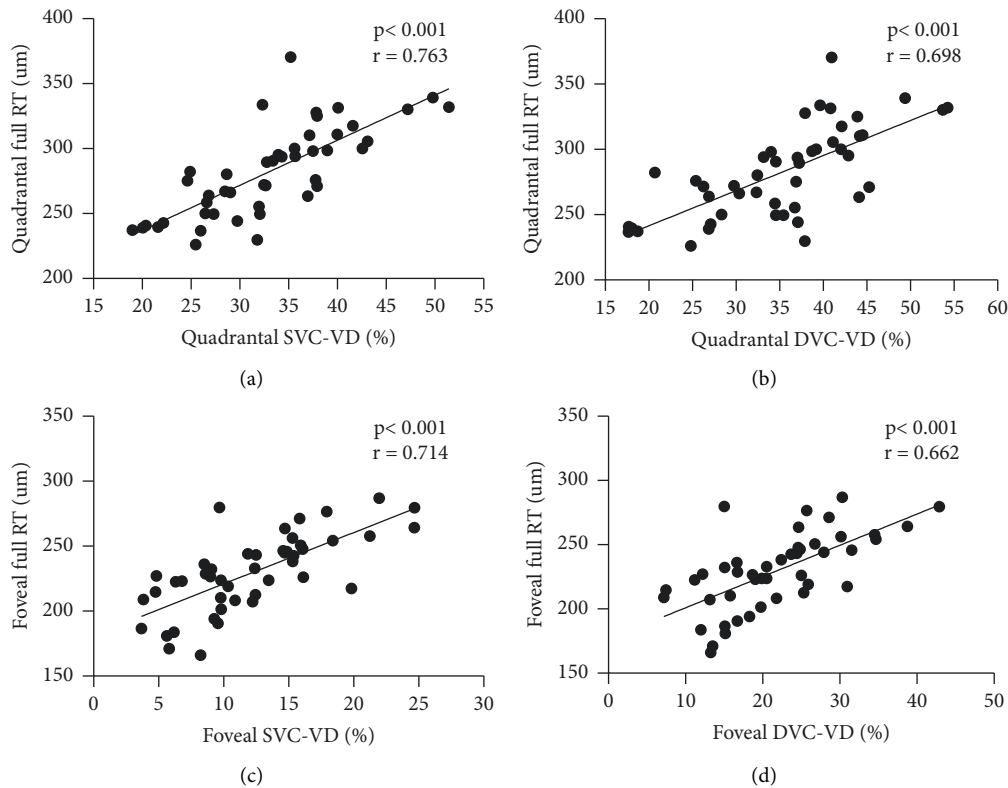 400
350
300
250
200
Quadrantal full RT (um)
p< 0.001
r = 0.763
15 20 25 30 35 40 45 50 55
Quadrantal SVC-VD (%)
(a)
400
350
300
250
200
Quadrantal full RT (um)
p< 0.001
r = 0.698
15 20 25 30 35 40 45 50 55 60
Quadrantal DVC-VD (%)
(b)
350
300
250
200
150
Foveal full RT (um)
p< 0.001
r = 0.714
0 5 10 15 20 25 30
Foveal SVC-VD (%)
(c)
350
300
250
200
150
Foveal full RT (um)
p< 0.001
r = 0.662
0 10 20 30 40 50
Foveal DVC-VD (%)
(d)